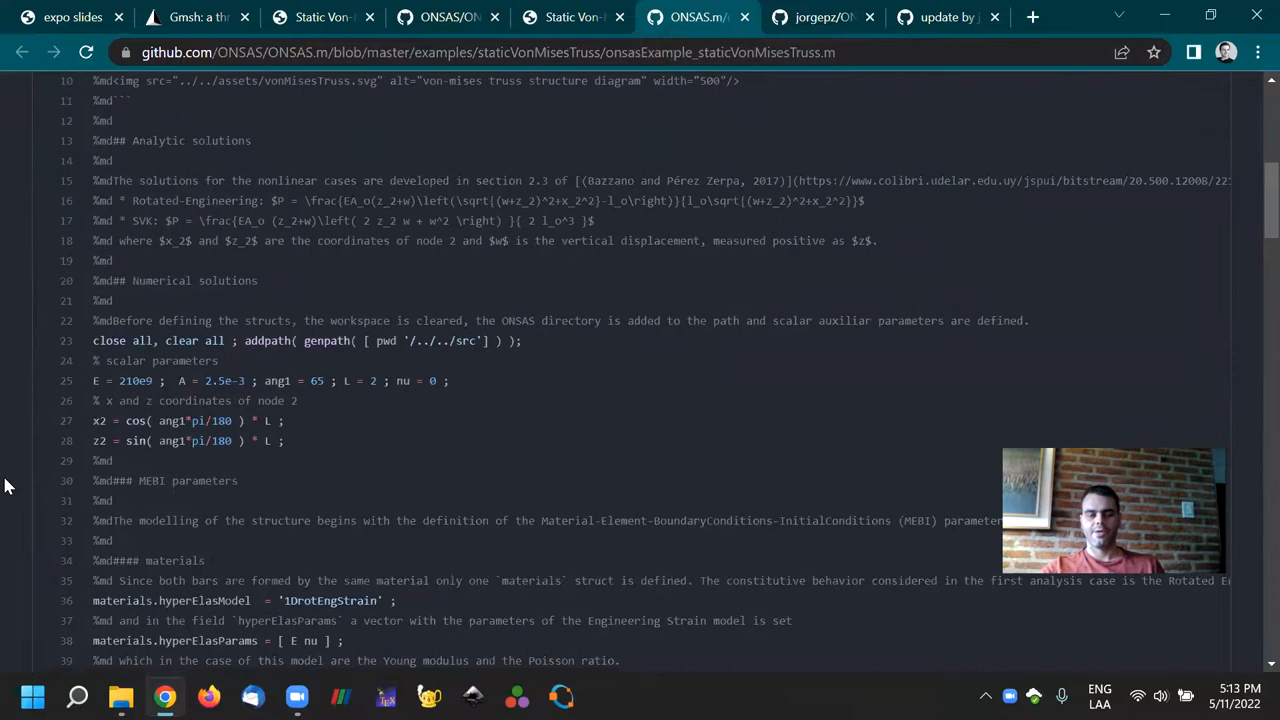 expo slides
Gmsh: a thr
Static Von-
ONSAS/ON
Static Von-
ONSAS.m/
jorgepz/ON
update by j
github.com/ONSAS/ONSAS.m/blob/master/examples/staticVonMisesTruss/onsasExample_staticVonMisesTruss.m
10 %md<img src="../../assets/vonMisesTruss.svg" alt="von-mises truss structure diagram" width="500"/>
11 %md```
12 %md
13 %md## Analytic solutions
14 %md
15 %mdThe solutions for the nonlinear cases are developed in section 2.3 of [(Bazzano and Pérez Zerpa, 2017)](https://www.colibri.udelar.edu.uy/jspui/bitstream/20.500.12008/22
16 %md * Rotated-Engineering: $P = \frac{EA_o(z_2+w)\left(\sqrt{(w+z_2)^2+x_2^2}-l_o\right)}{l_o\sqrt{(w+z_2)^2+x_2^2}}$
17 %md * SVK: $P = \frac{EA_o (z_2+w)\left( 2 z_2 w + w^2 \right) }{ 2 l_o^3 }$
18 %md where $x_2$ and $z_2$ are the coordinates of node 2 and $w$ is the vertical displacement, measured positive as $z$.
19 %md
20 %md## Numerical solutions
21 %md
22 %mdBefore defining the structs, the workspace is cleared, the ONSAS directory is added to the path and scalar auxiliar parameters are defined.
23 close all, clear all ; addpath( genpath( [ pwd '/../../src'] ) );
24 % scalar parameters
25 E = 210e9 ; A = 2.5e-3 ; ang1 = 65 ; L = 2 ; nu = 0 ;
26 % x and z coordinates of node 2
27 x2 = cos( ang1*pi/180 ) * L ;
28 z2 = sin( ang1*pi/180 ) * L ;
29 %md
30 %md### MEBI parameters
31 %md
32 %mdThe modelling of the structure begins with the definition of the Material-Element-BoundaryConditions-InitialConditions (MEBI) parameter
33 %md
34 %md#### materials
35 %md Since both bars are formed by the same material only one `materials` struct is defined. The constitutive behavior considered in the first analysis case is the Rotated E
36 materials.hyperElasModel = '1DrotEngStrain' ;
37 %md and in the field `hyperElasParams` a vector with the parameters of the Engineering Strain model is set
38 materials.hyperElasParams = [ E nu ] ;
39 %md which in the case of this model are the Young modulus and the Poisson ratio.
ENG
LAA
5:13 PM
5/11/2022